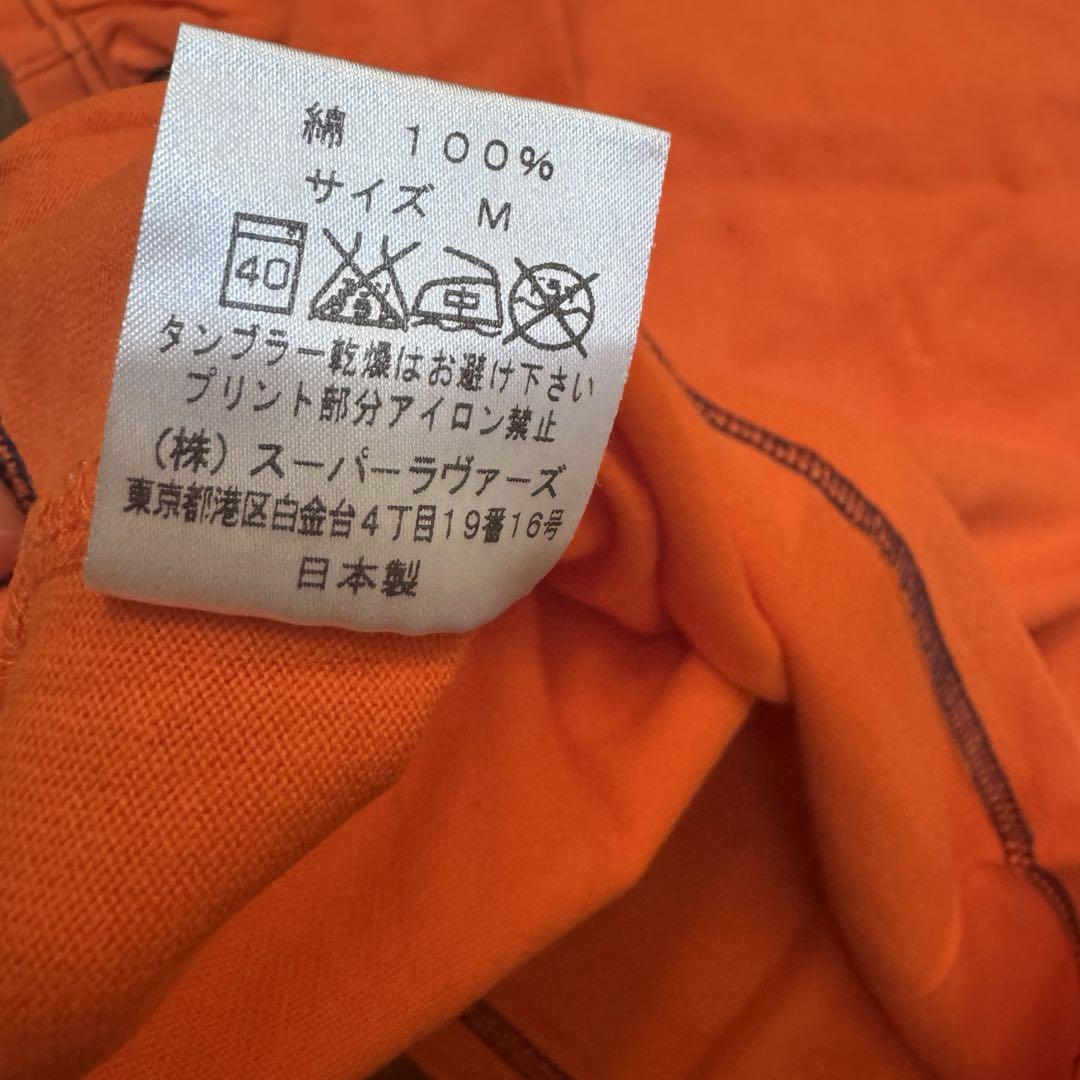 綿 100%
サイズ M
40 中
タンブラー乾燥はお避け下さい
プリント部分アイロン禁止
(株)スーパーラヴァーズ
東京都港区白金台4丁目19番16号
日本製